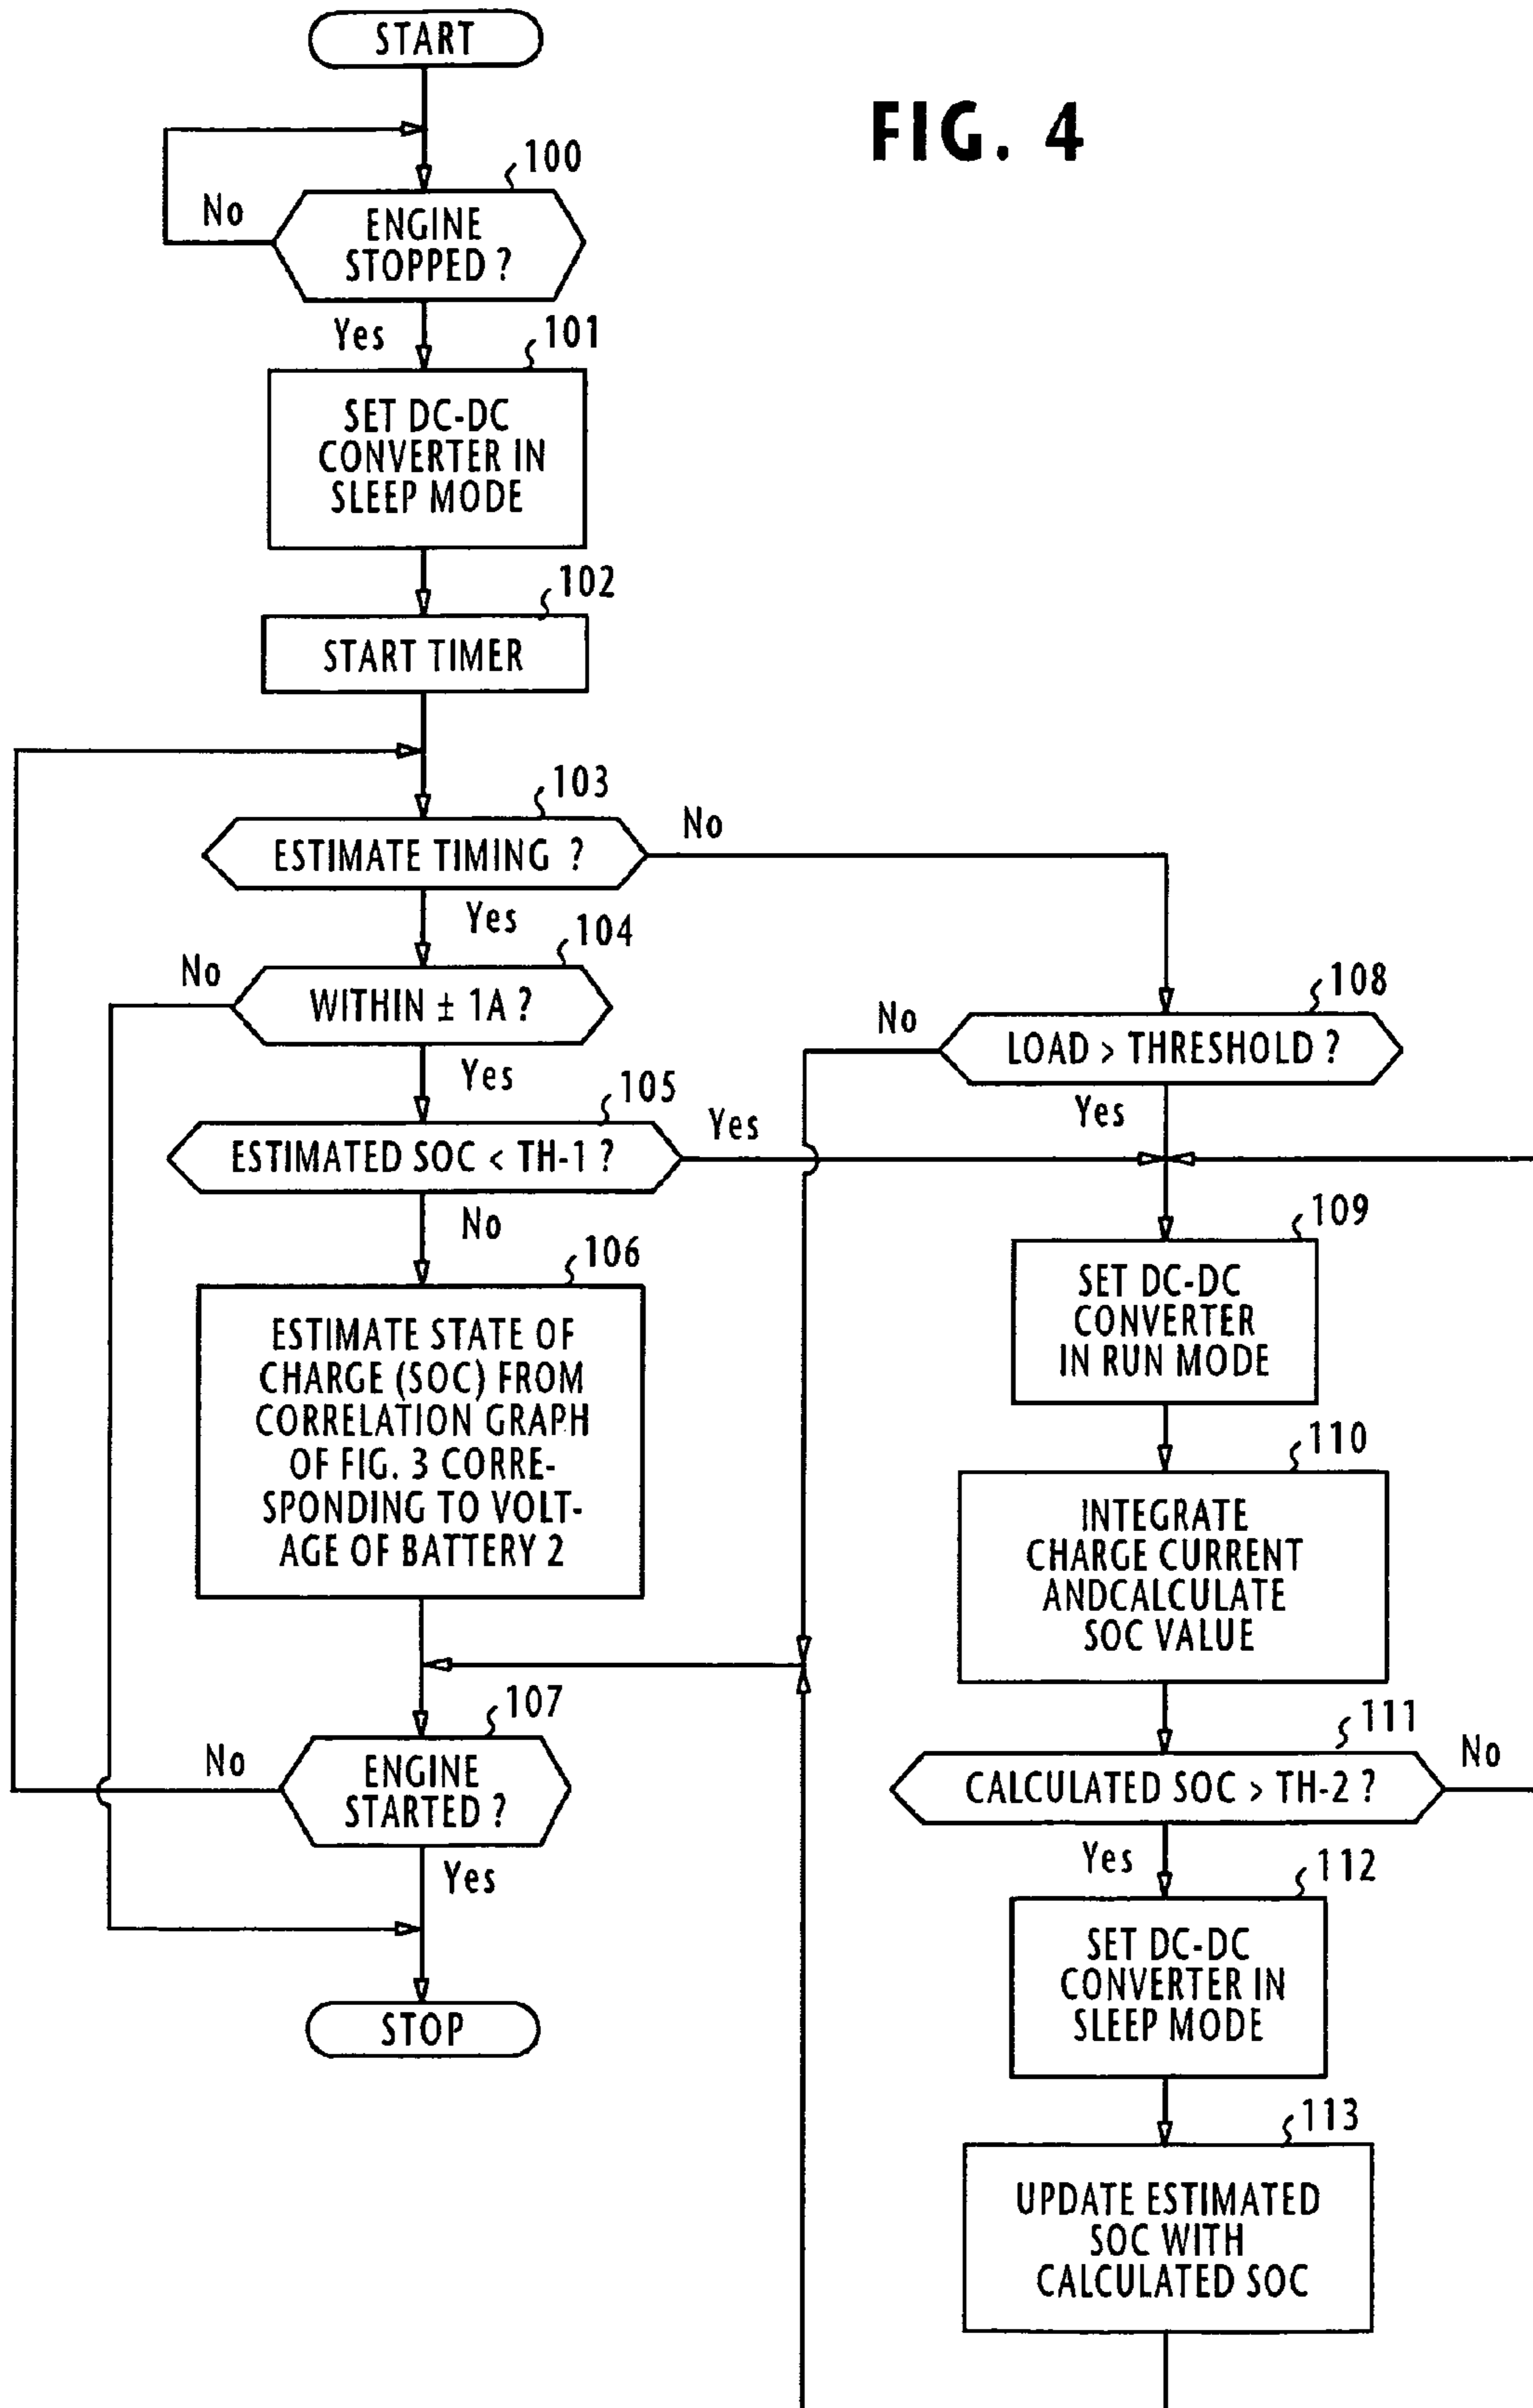 START
FIG. 4
100
No
ENGINE
STOPPED ?
Yes
101
SET DC-DC
CONVERTER IN
SLEEP MODE
102
START TIMER
103
ESTIMATE TIMING ?
No
Yes
104
No
WITHIN ± 1A ?
Yes
105
ESTIMATED SOC < TH-1 ?
Yes
No
106
ESTIMATE STATE OF
CHARGE (SOC) FROM
CORRELATION GRAPH
OF FIG. 3 CORRE-
SPONDING TO VOLT-
AGE OF BATTERY 2
107
No
ENGINE
STARTED ?
Yes
STOP
108
No
LOAD > THRESHOLD ?
Yes
109
SET DC-DC
CONVERTER
IN RUN MODE
110
INTEGRATE
CHARGE CURRENT
ANDCALCULATE
SOC VALUE
111
CALCULATED SOC > TH-2 ?
No
Yes
112
SET DC-DC
CONVERTER IN
SLEEP MODE
113
UPDATE ESTIMATED
SOC WITH
CALCULATED SOC